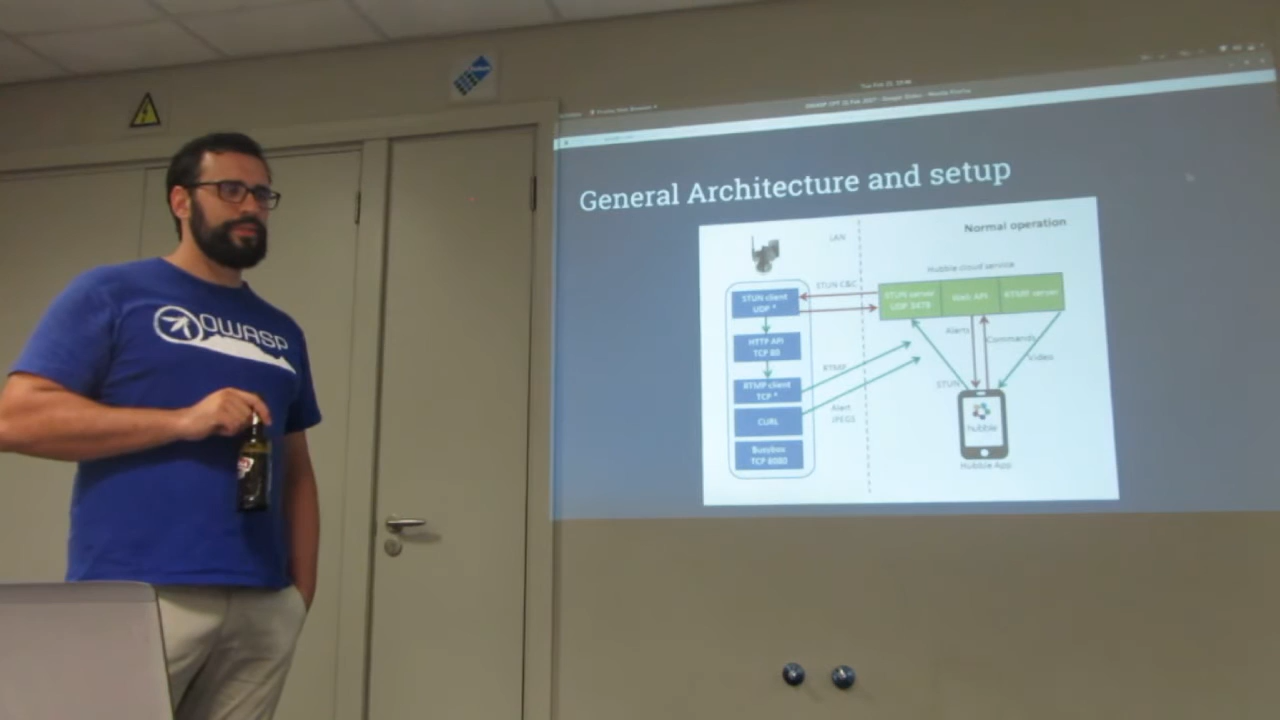 OWASP
General Architecture and setup
Normal operation
LAN
Hubble cloud service
STUN C&C
STUN client
UDP *
STUN server
UDP 3478
Web API
RTMP server
HTTP API
TCP 80
Alerts
Commands
Video
RTMP
RTMP client
TCP *
STUN
Alert
JPEGS
CURL
hubble
Busybox
TCP 8080
Hubble App